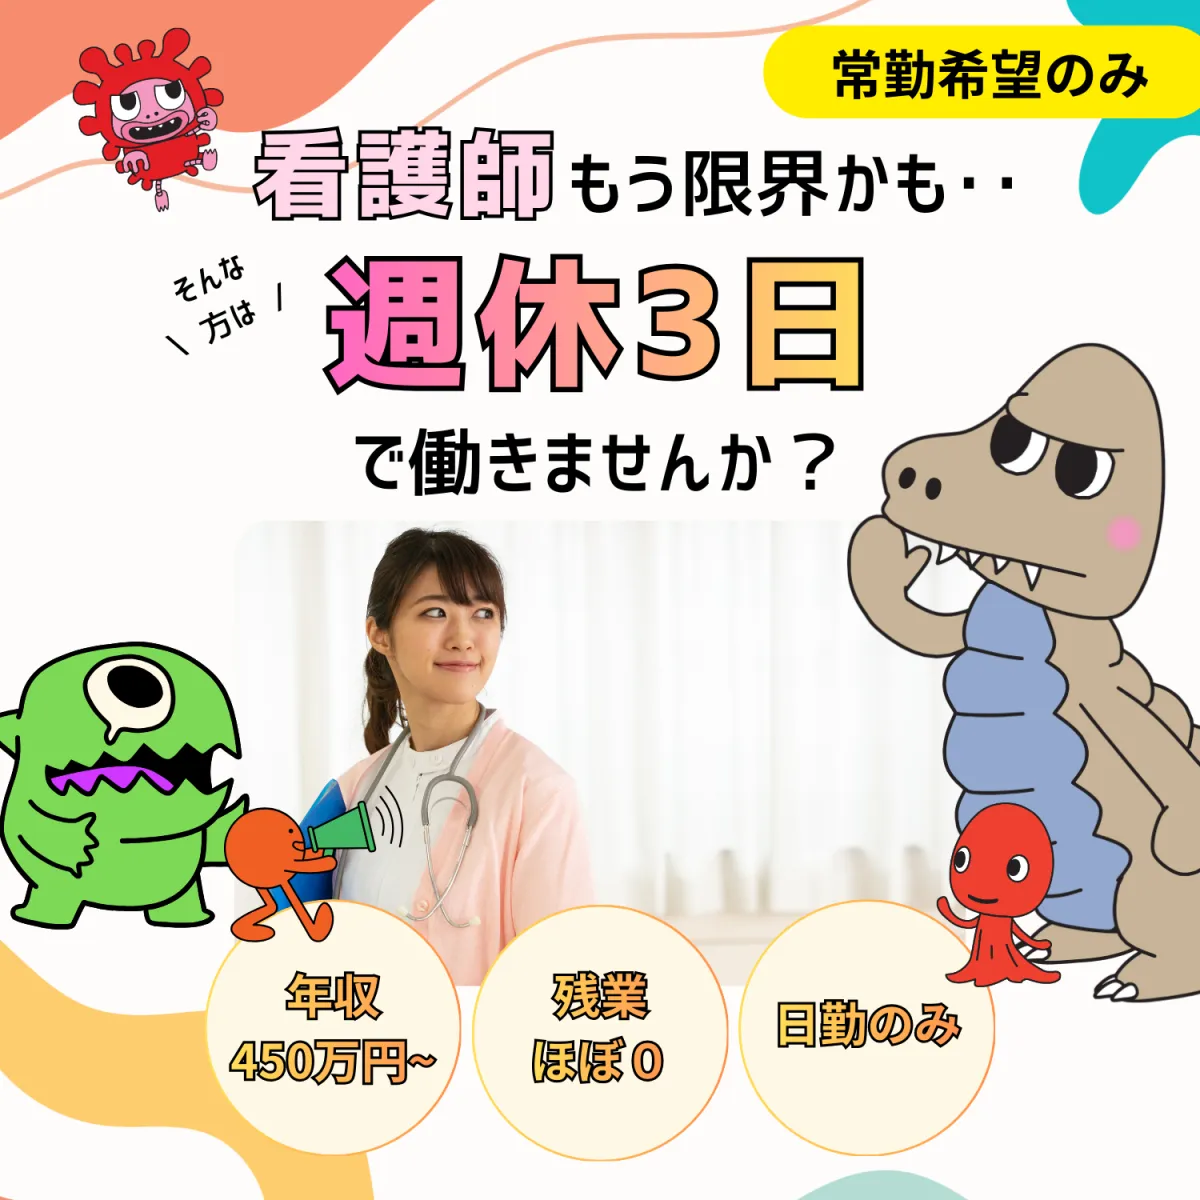 常勤希望のみ
看護師もう限界かも‥
そんな
方は
週休3日
で働きませんか？
年収
450万円~
残業
ほぼ０
日勤のみ